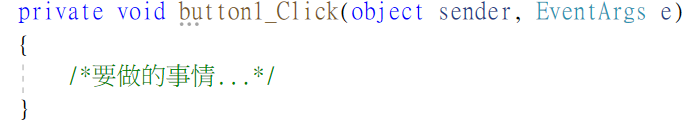 private void button1_Click(object sender, EventArgs e)
{
/*要做的事情...*/
}